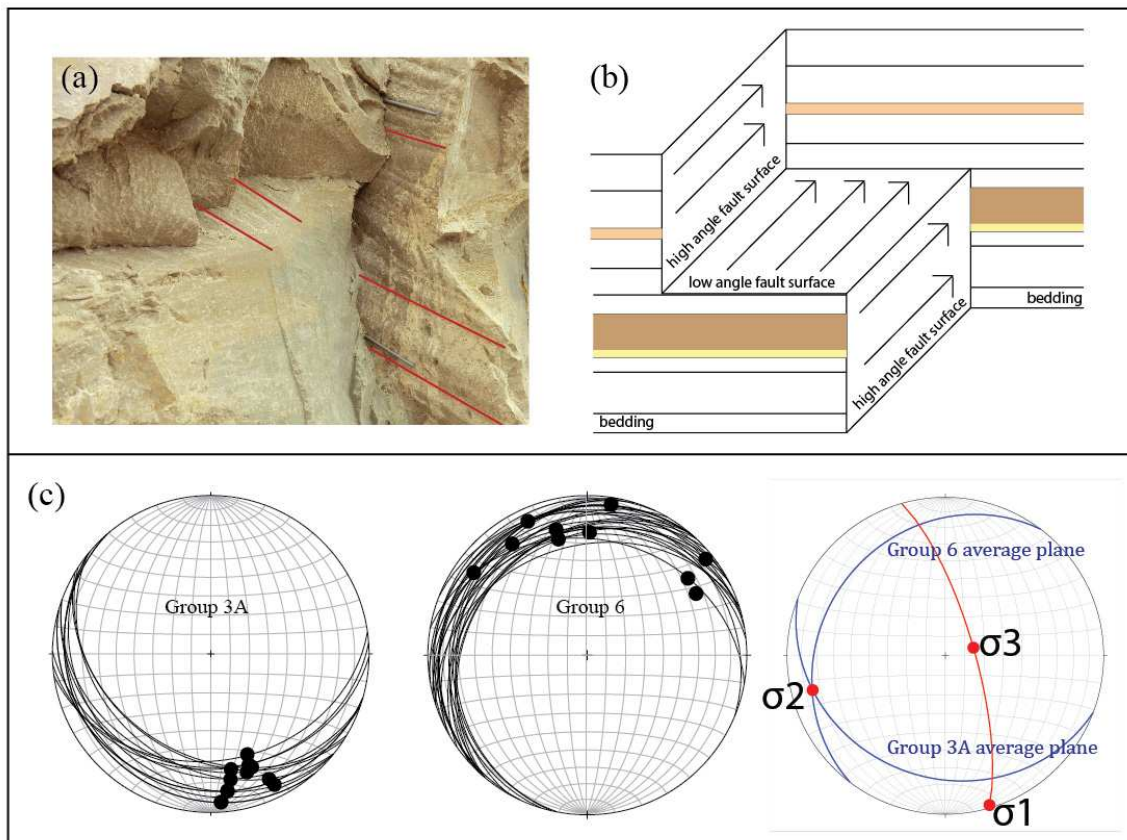 (a)
(b)
high angle fault surface
low angle fault surface
high angle fault surface
bedding
bedding
(c)
Group 3A
Group 6
Group 6 average plane
σ3
σ2
Group 3A average plane
σ1